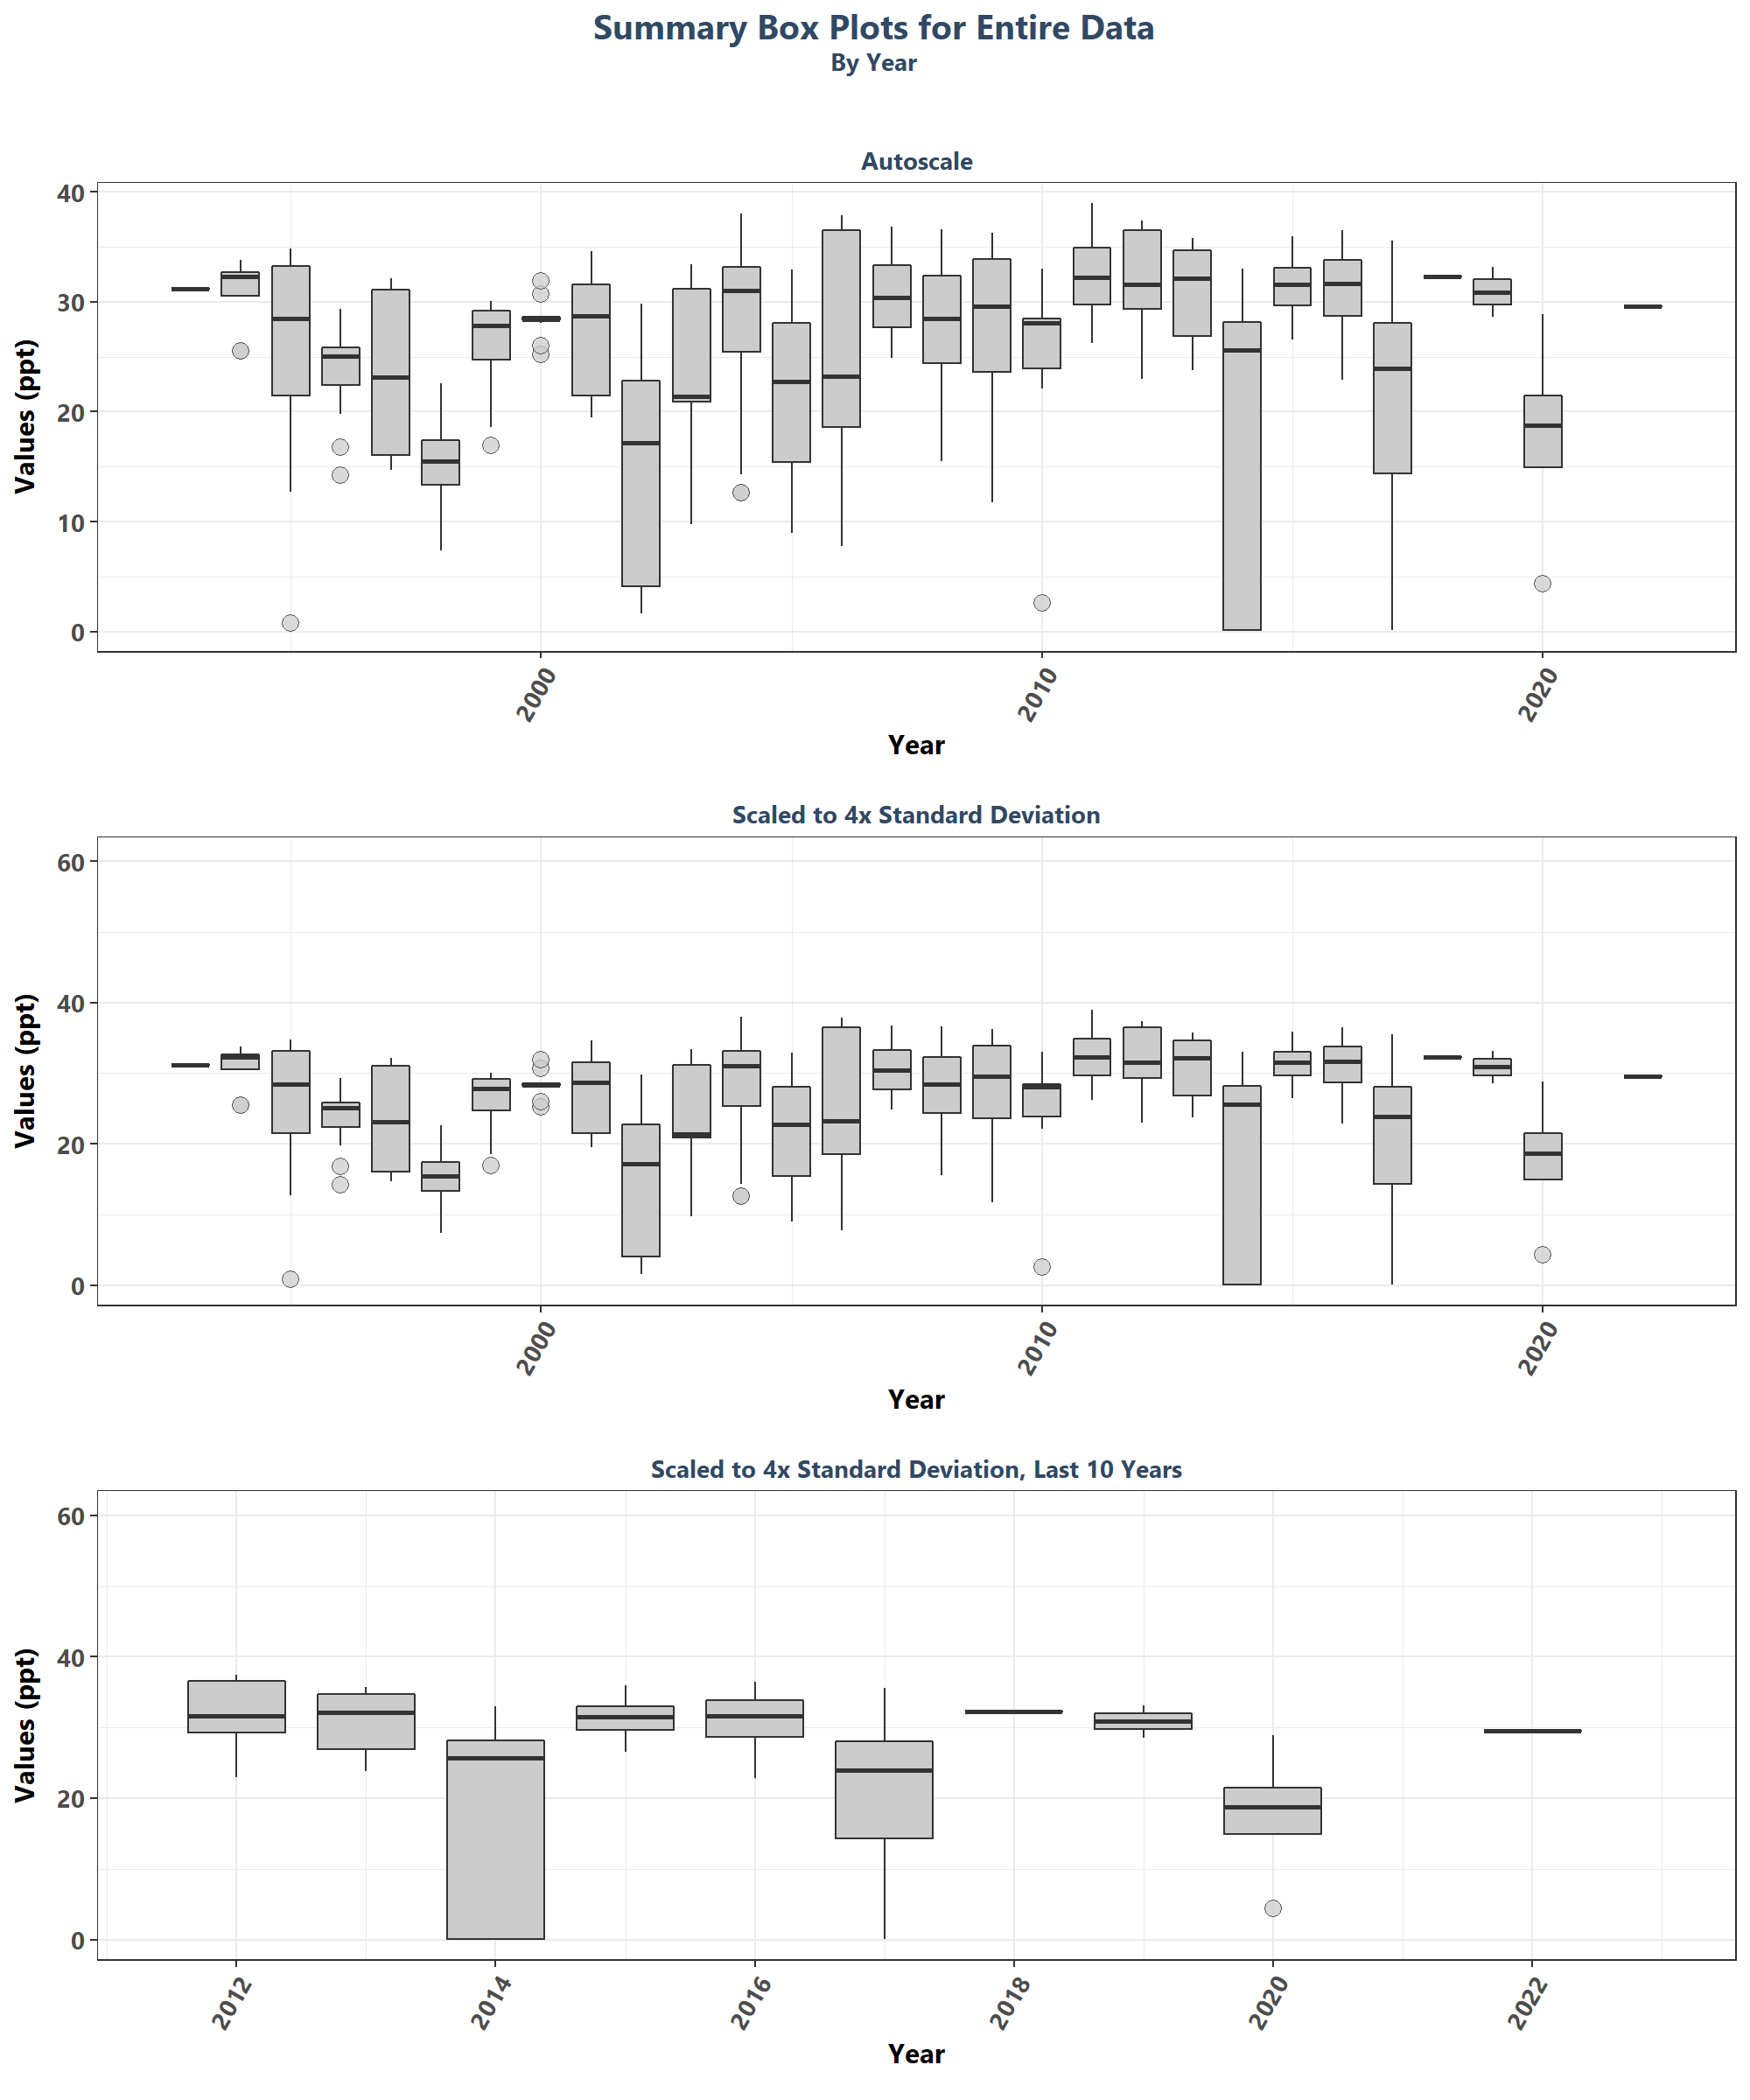 Summary Box Plots for Entire Data
By Year
Autoscale
Values (ppt)
40
30
20
10
0
2000
2010
2020
Year
Scaled to 4x Standard Deviation
Values (ppt)
60
40
20
0
2000
2010
2020
Year
Scaled to 4x Standard Deviation, Last 10 Years
Values (ppt)
60
40
20
0
2012
2014
2016
2018
2020
2022
Year